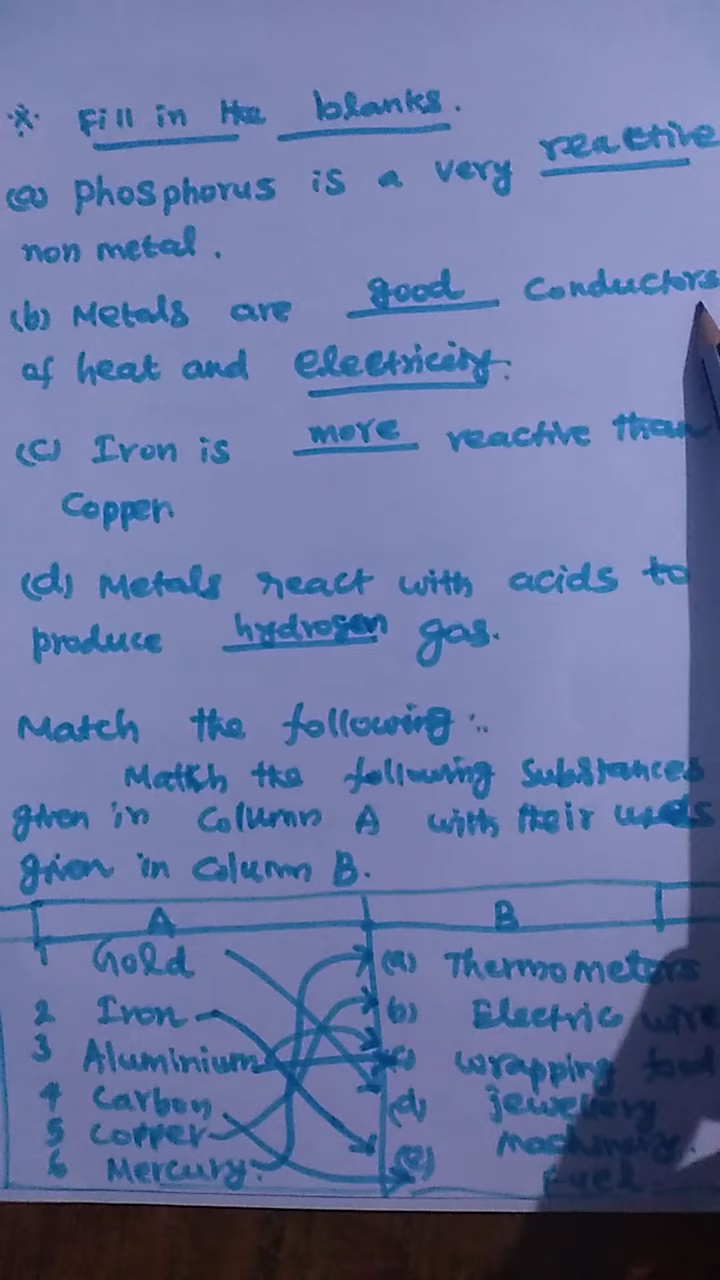 * Fill in the blanks.
(a) Phosphorus is a very reactive
non metal.
(b) Metals are good Conductors
of heat and electricity.
(c) Iron is more reactive than
Copper.
(d) Metals react with acids to
produce hydrogen gas.
Match the following:
Match the following Substances
given in Column A with their uses
given in Column B.
A B
1 Gold (a) Thermometers
2 Iron (b) Electric wire
3 Aluminium (c) wrapping food
4 Carbon (d) jewellery
5 Copper machinery.
6 Mercury. (e) Fuel